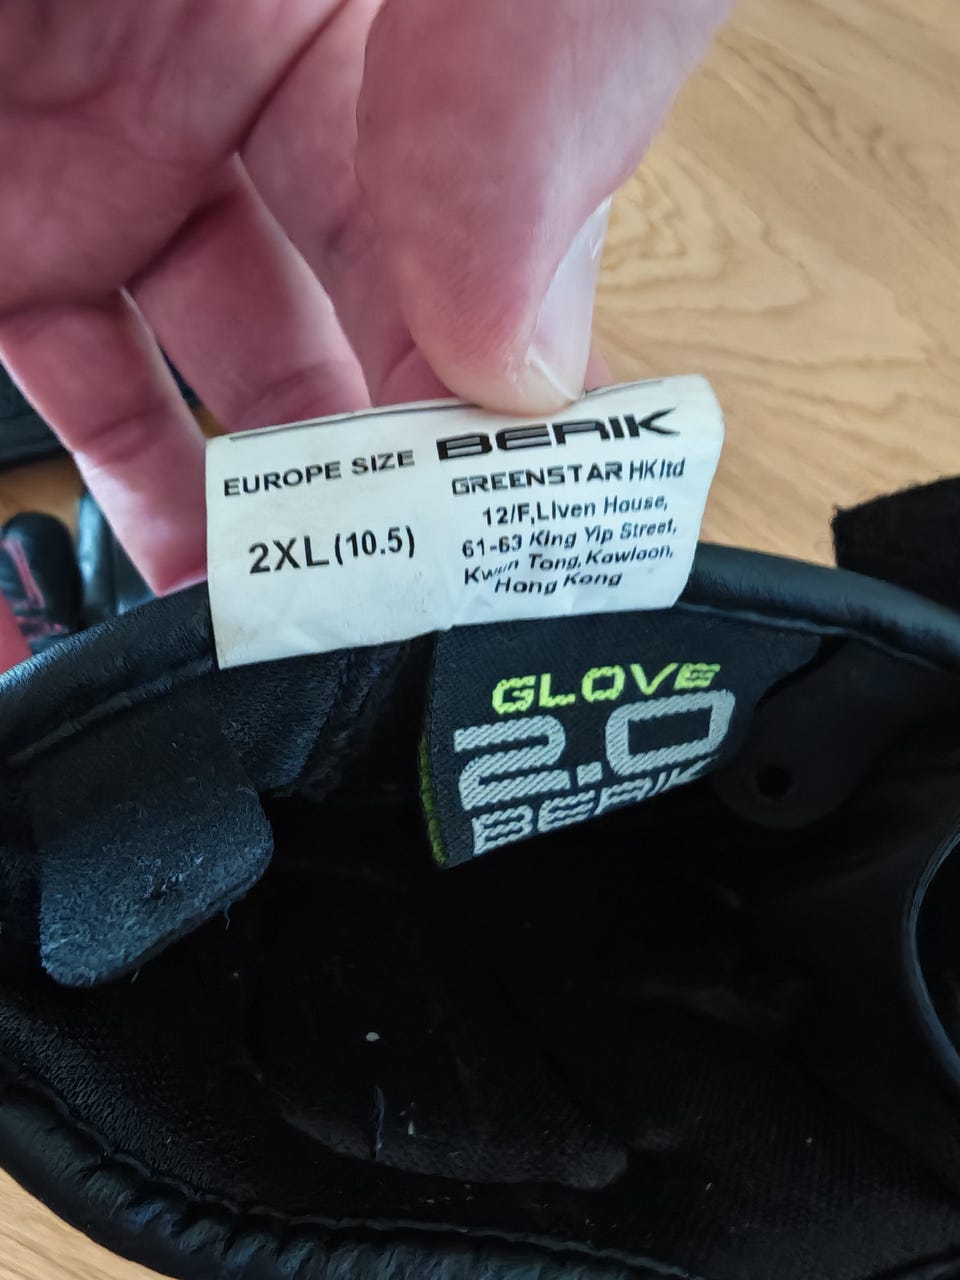 EUROPE SIZE
2XL(10.5)
BERIK
GREENSTAR HK ltd
12/F,Liven House,
61-63 King Yip Street,
Kwun Tong, Kowloon,
Hong Kong
GLOVE
2.0
BERIK